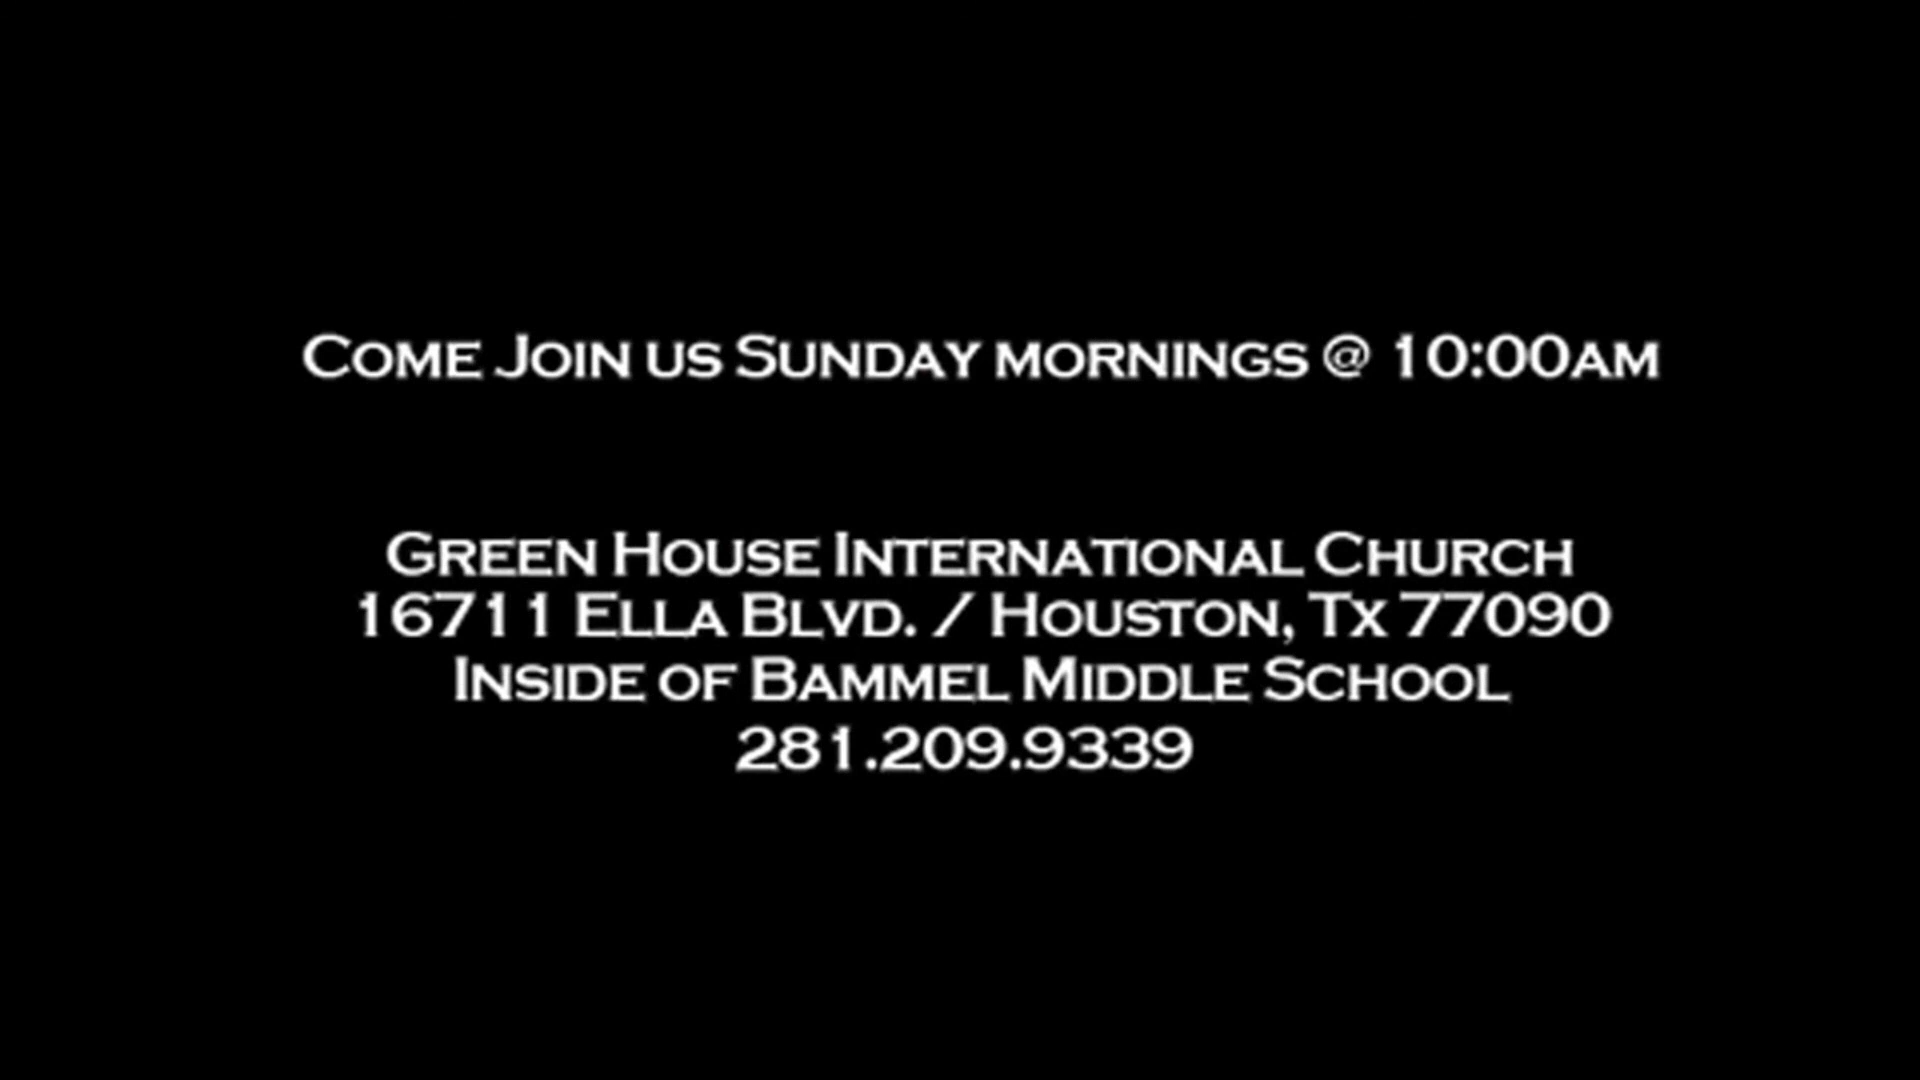 Come Join us Sunday mornings @ 10:00am
Green House International Church
16711 Ella Blvd. / Houston, Tx 77090
Inside of Bammel Middle School
281.209.9339